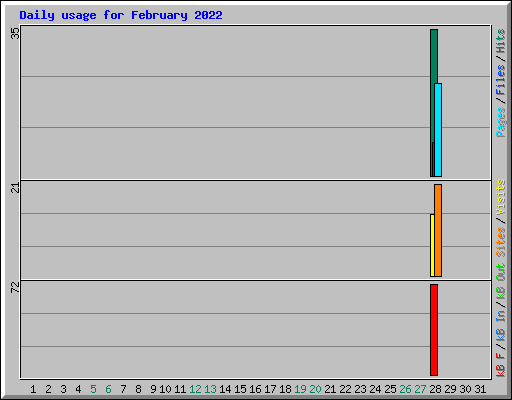 Daily usage for February 2022
35
Pages / Files / Hits
21
Sites / Visits
72
kB F / kB In / kB Out
1 2 3 4 5 6 7 8 9 10 11 12 13 14 15 16 17 18 19 20 21 22 23 24 25 26 27 28 29 30 31